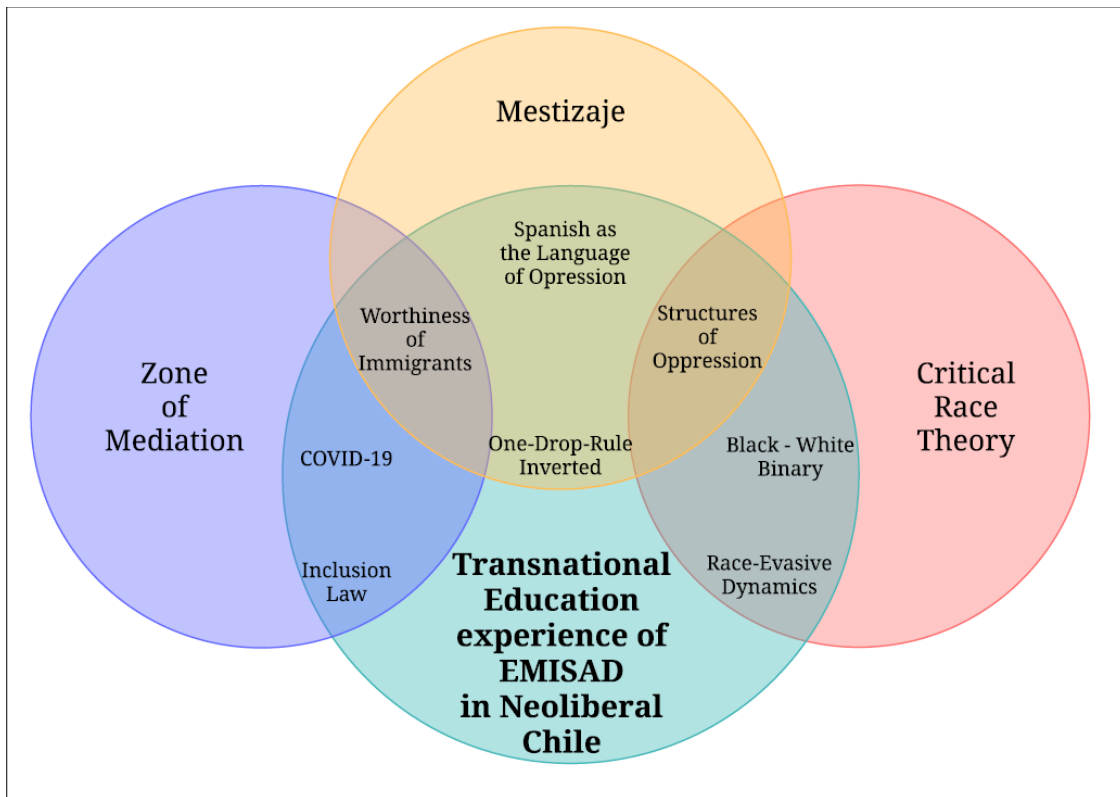 Mestizaje
Spanish as
the Language
of Opression
Worthiness
of
Immigrants
Structures
of
Oppression
Zone
of
Mediation
Critical
Race
Theory
COVID-19
One-Drop-Rule
Inverted
Black - White
Binary
Inclusion
Law
Race-Evasive
Dynamics
Transnational
Education
experience of
EMISAD
in Neoliberal
Chile